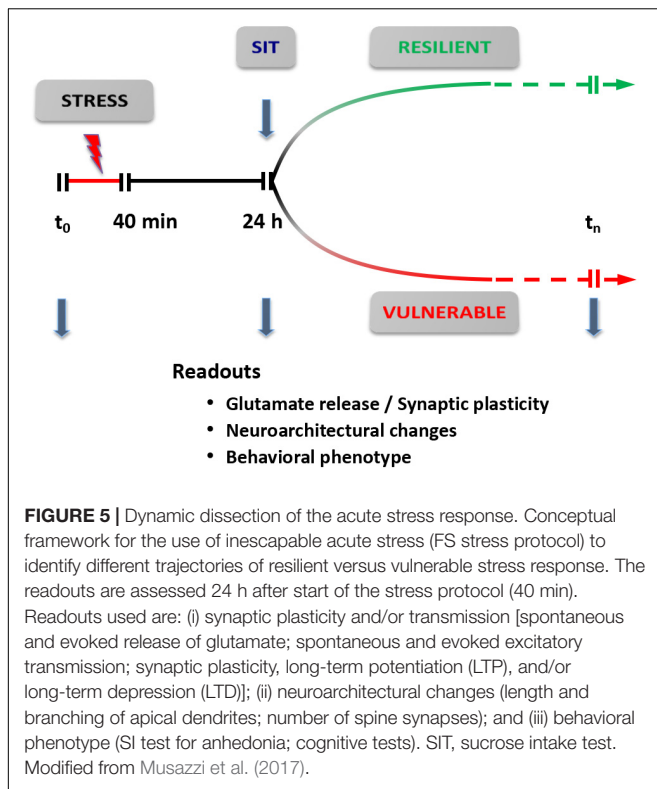 SIT
RESILIENT
STRESS
t0
40 min
24 h
tn
VULNERABLE
Readouts
• Glutamate release / Synaptic plasticity
• Neuroarchitectural changes
• Behavioral phenotype
FIGURE 5 | Dynamic dissection of the acute stress response. Conceptual
framework for the use of inescapable acute stress (FS stress protocol) to
identify different trajectories of resilient versus vulnerable stress response. The
readouts are assessed 24 h after start of the stress protocol (40 min).
Readouts used are: (i) synaptic plasticity and/or transmission [spontaneous
and evoked release of glutamate; spontaneous and evoked excitatory
transmission; synaptic plasticity, long-term potentiation (LTP), and/or
long-term depression (LTD)]; (ii) neuroarchitectural changes (length and
branching of apical dendrites; number of spine synapses); and (iii) behavioral
phenotype (SI test for anhedonia; cognitive tests). SIT, sucrose intake test.
Modified from Musazzi et al. (2017).